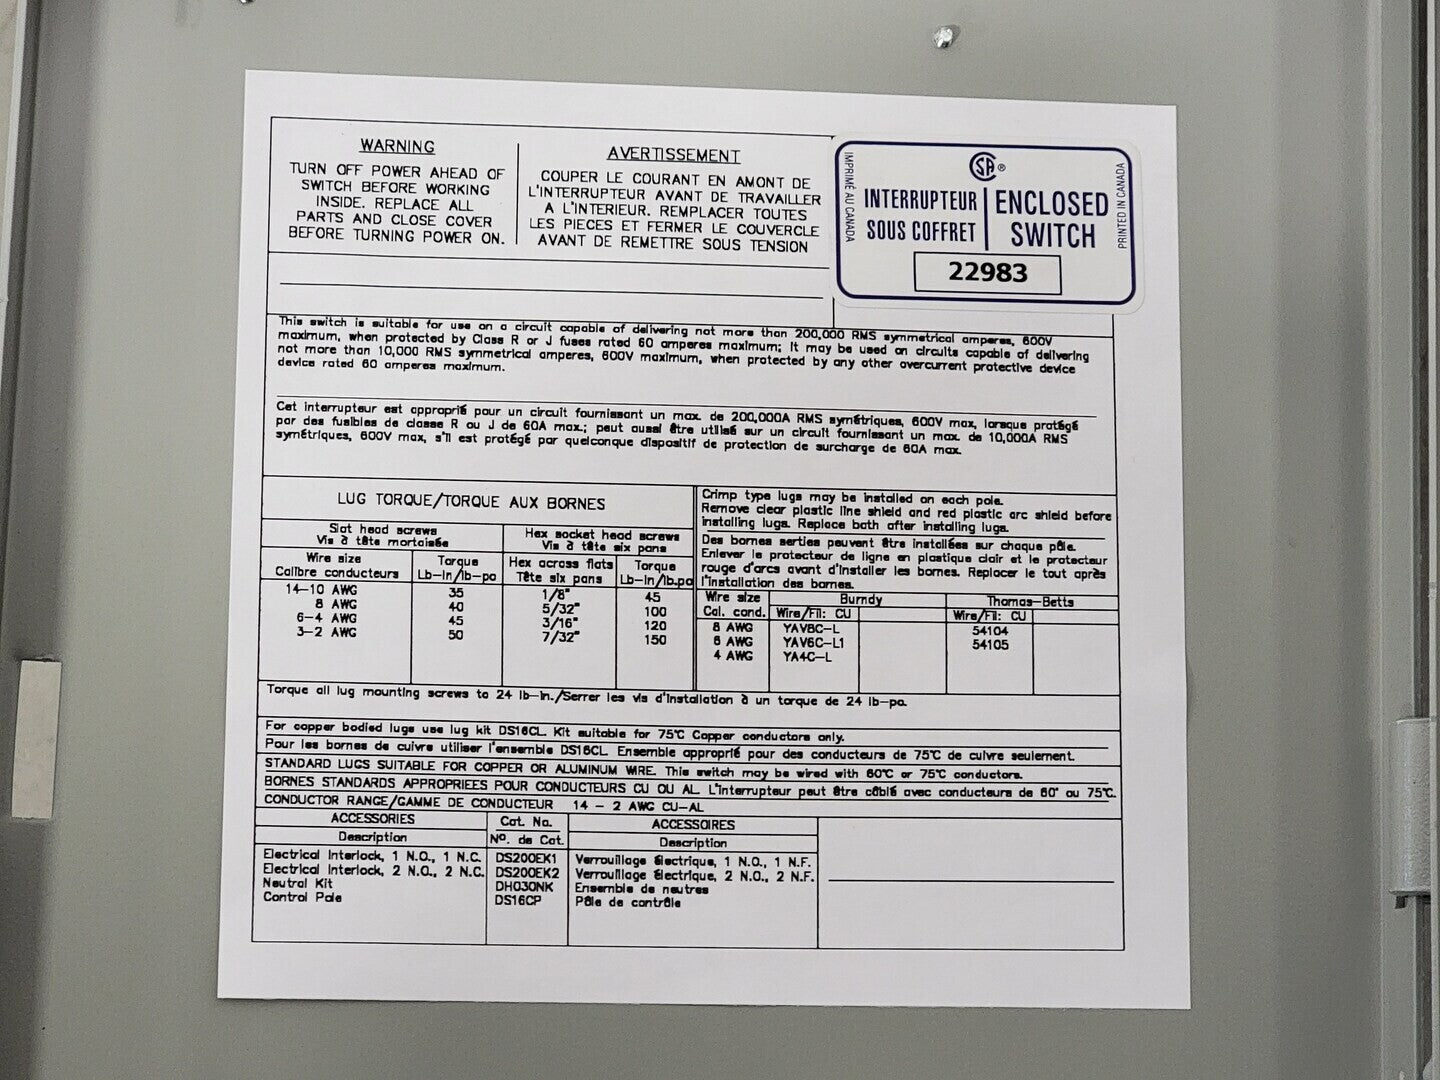 WARNING
TURN OFF POWER AHEAD OF
SWITCH BEFORE WORKING
INSIDE. REPLACE ALL
PARTS AND CLOSE COVER
BEFORE TURNING POWER ON.
AVERTISSEMENT
COUPER LE COURANT EN AMONT DE
L'INTERRUPTEUR AVANT DE TRAVAILLER
A L'INTERIEUR. REMPLACER TOUTES
LES PIECES ET FERMER LE COUVERCLE
AVANT DE REMETTRE SOUS TENSION
IMPRIMÉ AU CANADA
SA ®
INTERRUPTEUR
SOUS COFFRET
ENCLOSED
SWITCH
22983
PRINTED IN CANADA
This switch is suitable for use on a circuit capable of delivering not more than 200,000 RMS symmetrical amperes, 600V
maximum, when protected by Class R or J fuses rated 60 amperes maximum; It may be used on circuits capable of delivering
not more than 10,000 RMS symmetrical amperes, 600V maximum, when protected by any other overcurrent protective device
device rated 60 amperes maximum.
Cet interrupteur est approprié pour un circuit fournissant un max. de 200,000A RMS symétriques, 600V max, lorsque protégé
par des fusibles de classe R ou J de 60A max.; peut aussi être utilisé sur un circuit fournissant un max. de 10,000A RMS
symétriques, 600V max, s'il est protégé par quelconque dispositif de protection de surcharge de 60A max.
LUG TORQUE/TORQUE AUX BORNES
Slot head screws
Vis à tête mortaisée
Hex socket head screws
Vis à tête six pans
Wire size
Calibre conducteurs
Torque
Lb-in/lb-po
Hex across flats
Tête six pans
Torque
Lb-in/lb.po
14-10 AWG 35 1/8" 45
8 AWG 40 5/32" 100
6-4 AWG 45 3/16" 120
3-2 AWG 50 7/32" 150
Crimp type lugs may be installed on each pole.
Remove clear plastic line shield and red plastic arc shield before
installing lugs. Replace both after installing lugs.
Des bornes serties peuvent être installées sur chaque pôle.
Enlever le protecteur de ligne en plastique clair et le protecteur
rouge d'arcs avant d'installer les bornes. Replacer le tout après
l'installation des bornes.
Wire size Burndy Thomas-Betts
Cal. cond. Wire/Fil: CU Wire/Fil: CU
8 AWG YAV8C-L 54104
6 AWG YAV6C-L1 54105
4 AWG YA4C-L
Torque all lug mounting screws to 24 lb-in./Serrer les vis d'installation à un torque de 24 lb-po.
For copper bodied lugs use lug kit DS16CL. Kit suitable for 75°C Copper conductors only.
Pour les bornes de cuivre utiliser l'ensemble DS16CL. Ensemble approprié pour des conducteurs de 75°C de cuivre seulement.
STANDARD LUGS SUITABLE FOR COPPER OR ALUMINUM WIRE. This switch may be wired with 60°C or 75°C conductors.
BORNES STANDARDS APPROPRIEES POUR CONDUCTEURS CU OU AL. L'interrupteur peut être câblé avec conducteurs de 60° ou 75°C.
CONDUCTOR RANGE/GAMME DE CONDUCTEUR 14 - 2 AWG CU-AL
ACCESSORIES Cat. No. ACCESSOIRES
Description Nº. de Cat. Description
Electrical Interlock, 1 N.O., 1 N.C. DS200EK1 Verrouillage électrique, 1 N.O., 1 N.F.
Electrical Interlock, 2 N.O., 2 N.C. DS200EK2 Verrouillage électrique, 2 N.O., 2 N.F.
Neutral Kit DH030NK Ensemble de neutres
Control Pole DS16CP Pôle de contrôle